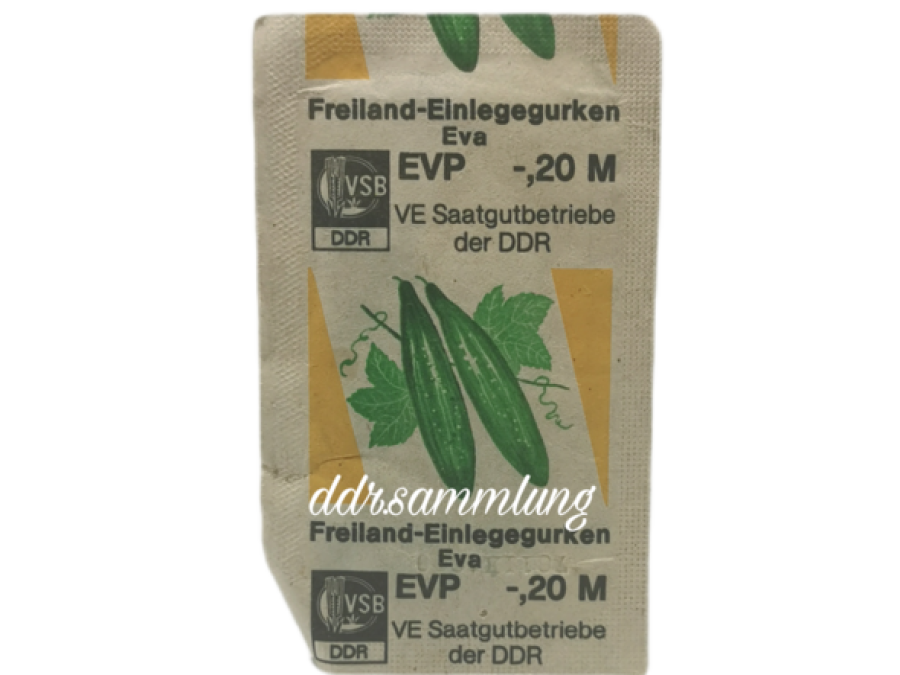 Freiland-Einlegegurken
Eva
EVP -,20 M
VSB
DDR
VE Saatgutbetriebe
der DDR
ddrsammlung
Freiland-Einlegegurken
Eva
EVP -,20 M
VSB
DDR
VE Saatgutbetriebe
der DDR